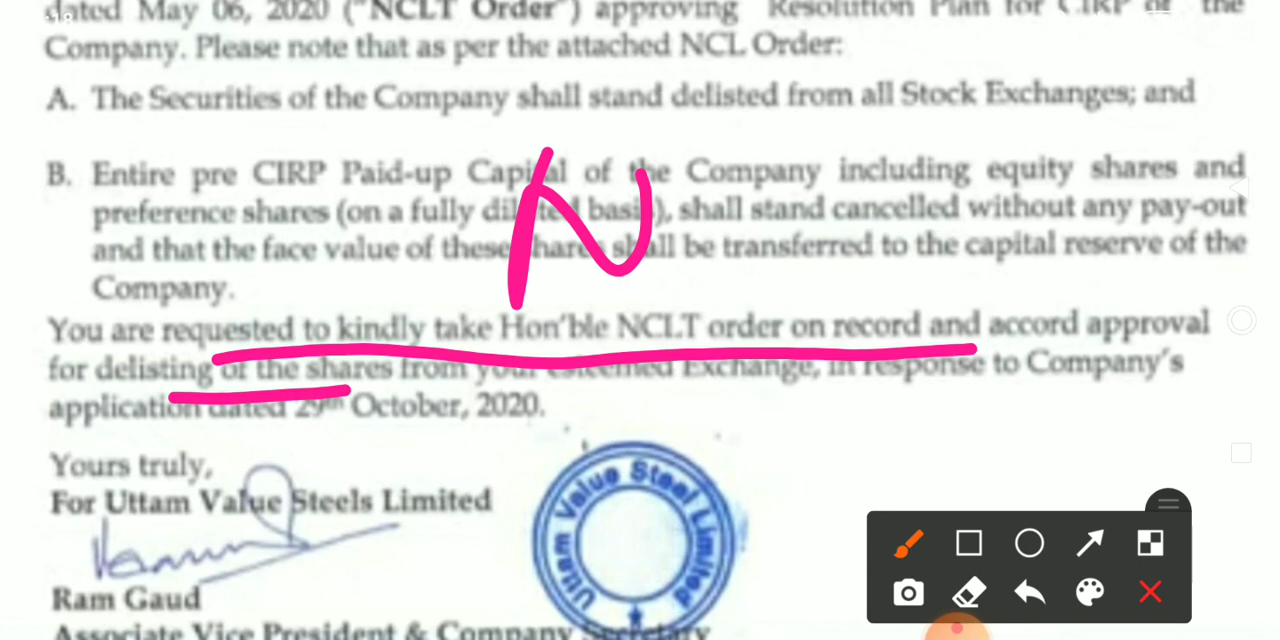 dated May 06, 2020 ("NCLT Order") approving Resolution Plan for CIRP of the
Company. Please note that as per the attached NCL Order:
A. The Securities of the Company shall stand delisted from all Stock Exchanges; and
B. Entire pre CIRP Paid-up Capital of the Company including equity shares and
preference shares (on a fully diluted basis), shall stand cancelled without any pay-out
and that the face value of these shares shall be transferred to the capital reserve of the
Company.
N
You are requested to kindly take Hon'ble NCLT order on record and accord approval
for delisting of the shares from your esteemed Exchange, in response to Company's
application dated 29th October, 2020.
Yours truly,
For Uttam Value Steels Limited
Uttam Value Steel Limited
Ram Gaud
Associate Vice President & Company Secretary